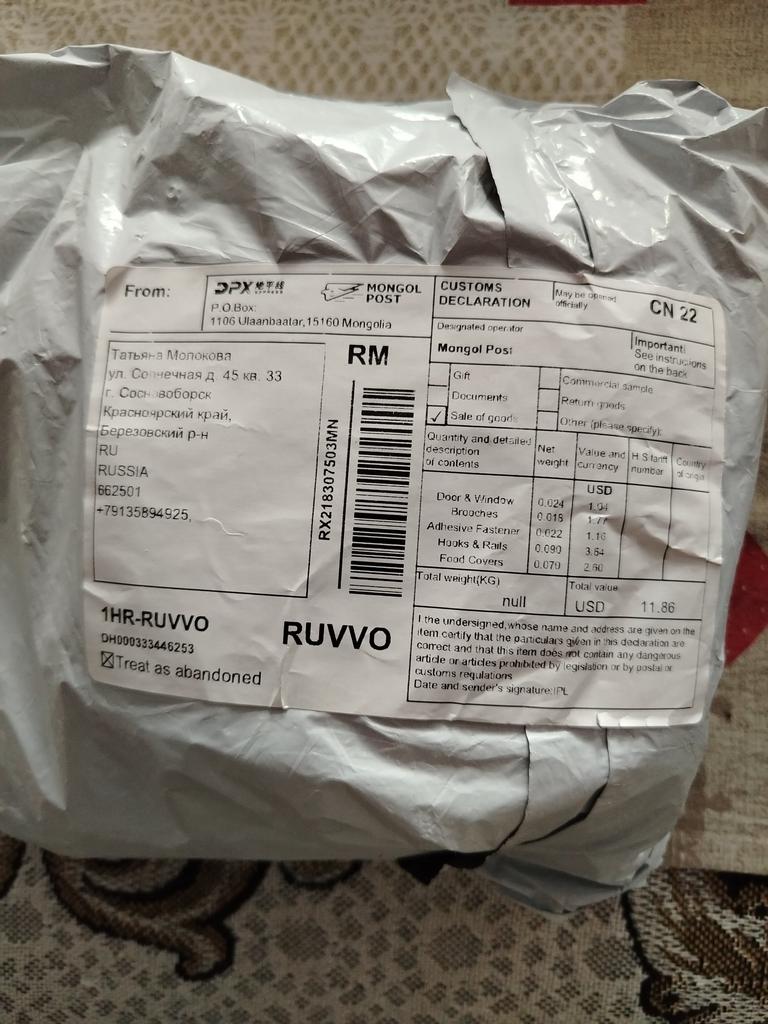 From:
DPX 地平线
EXPRESS
MONGOL
POST
P.O.Box:
1106 Ulaanbaatar,15160 Mongolia
CUSTOMS
DECLARATION
May be opened
officially
CN 22
Designated operator
Mongol Post
Important!
See instructions
on the back
Татьяна Молокова
ул. Солнечная д. 45 кв. 33
г. Сосновоборск
Красноярский край,
Березовский р-н
RU
RUSSIA
662501
+79135894925,
RM
RX218307503MN
Gift
Commercial sample
Documents
Return goods
✓ Sale of goods
Other (please specify):
Quantity and detailed
description
of contents
Net
weight
Value and
currency
H S tariff
number
Country
of origin
USD
Door & Window 0.024 1.94
Brooches 0.018 1.77
Adhesive Fastener 0.022 1.16
Hooks & Rails 0.090 3.54
Food Covers 0.070 2.60
Total weight(KG)
null
Total value
USD 11.86
I the undersigned,whose name and address are given on the
item certify that the particulars given in this declaration are
correct and that this item does not contain any dangerous
article or articles prohibited by legislation or by postal or
customs regulations
Date and sender's signature:IPL
1HR-RUVVO
DH000333446253
☒Treat as abandoned
RUVVO